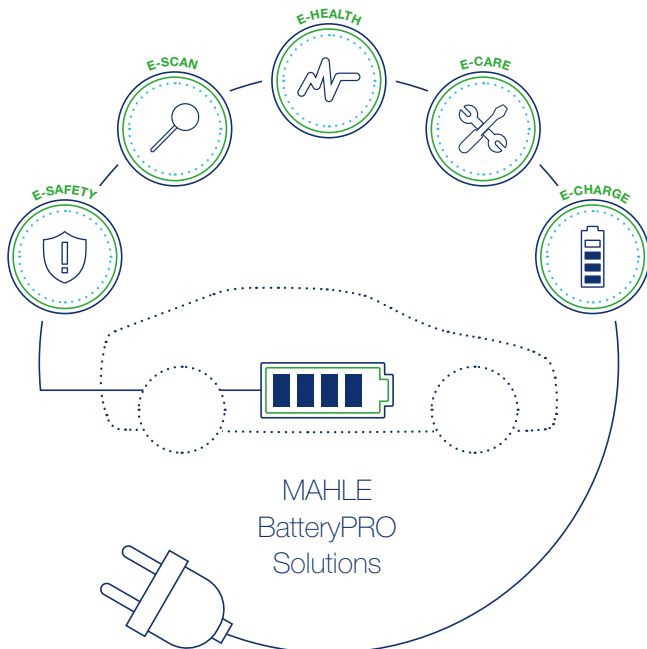 E-HEALTH
E-SCAN
E-CARE
E-SAFETY
E-CHARGE
MAHLE
BatteryPRO
Solutions